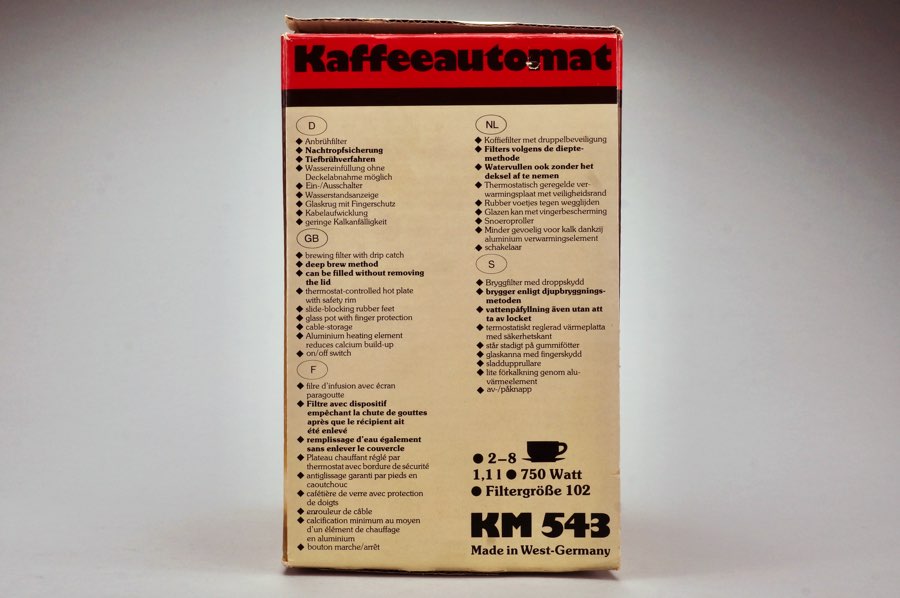 Kaffeeautomat
D
◆ Anbrühfilter
◆ Nachtropfsicherung
◆ Tiefbrühverfahren
◆ Wassereinfüllung ohne
Deckelabnahme möglich
◆ Ein-/Ausschalter
◆ Wasserstandsanzeige
◆ Glaskrug mit Fingerschutz
◆ Kabelaufwicklung
◆ geringe Kalkanfälligkeit
GB
◆ brewing filter with drip catch
◆ deep brew method
◆ can be filled without removing
the lid
◆ thermostat-controlled hot plate
with safety rim
◆ slide-blocking rubber feet
◆ glass pot with finger protection
◆ cable-storage
◆ Aluminium heating element
reduces calcium build-up
◆ on/off switch
F
◆ filre d'infusion avec écran
paragoutte
◆ Filtre avec dispositif
empêchant la chute de gouttes
après que le récipient ait
été enlevé
◆ remplissage d'eau également
sans enlever le couvercle
◆ Plateau chauffant réglé par
thermostat avec bordure de sécurité
◆ antiglissage garanti par pieds en
caoutchouc
◆ cafétière de verre avec protection
de doigts
◆ enrouleur de câble
◆ calcification minimum au moyen
d'un élément de chauffage
en aluminium
◆ bouton marche/arrêt
NL
◆ Koffiefilter met druppelbeveiligung
◆ Filters volgens de diepte-
methode
◆ Watervullen ook zonder het
deksel af te nemen
◆ Thermostatisch geregelde ver-
warmingsplaat met veiligheidsrand
◆ Rubber voetjes tegen wegglijden
◆ Glazen kan met vingerbescherming
◆ Snoeroproller
◆ Minder gevoelig voor kalk dankzij
aluminium verwarmingselement
◆ schakelaar
S
◆ Bryggfilter med droppskydd
◆ brygger enligt djupbryggnings-
metoden
◆ vattenpåfyllning även utan att
ta av locket
◆ termostatiskt reglerad värmeplatta
med säkerhetskant
◆ står stadigt på gummifötter
◆ glaskanna med fingerskydd
◆ sladdupprullare
◆ lite förkalkning genom alu-
värmeelement
◆ av-/påknapp
● 2–8
1,1 l ● 750 Watt
● Filtergröße 102
KM 543
Made in West-Germany